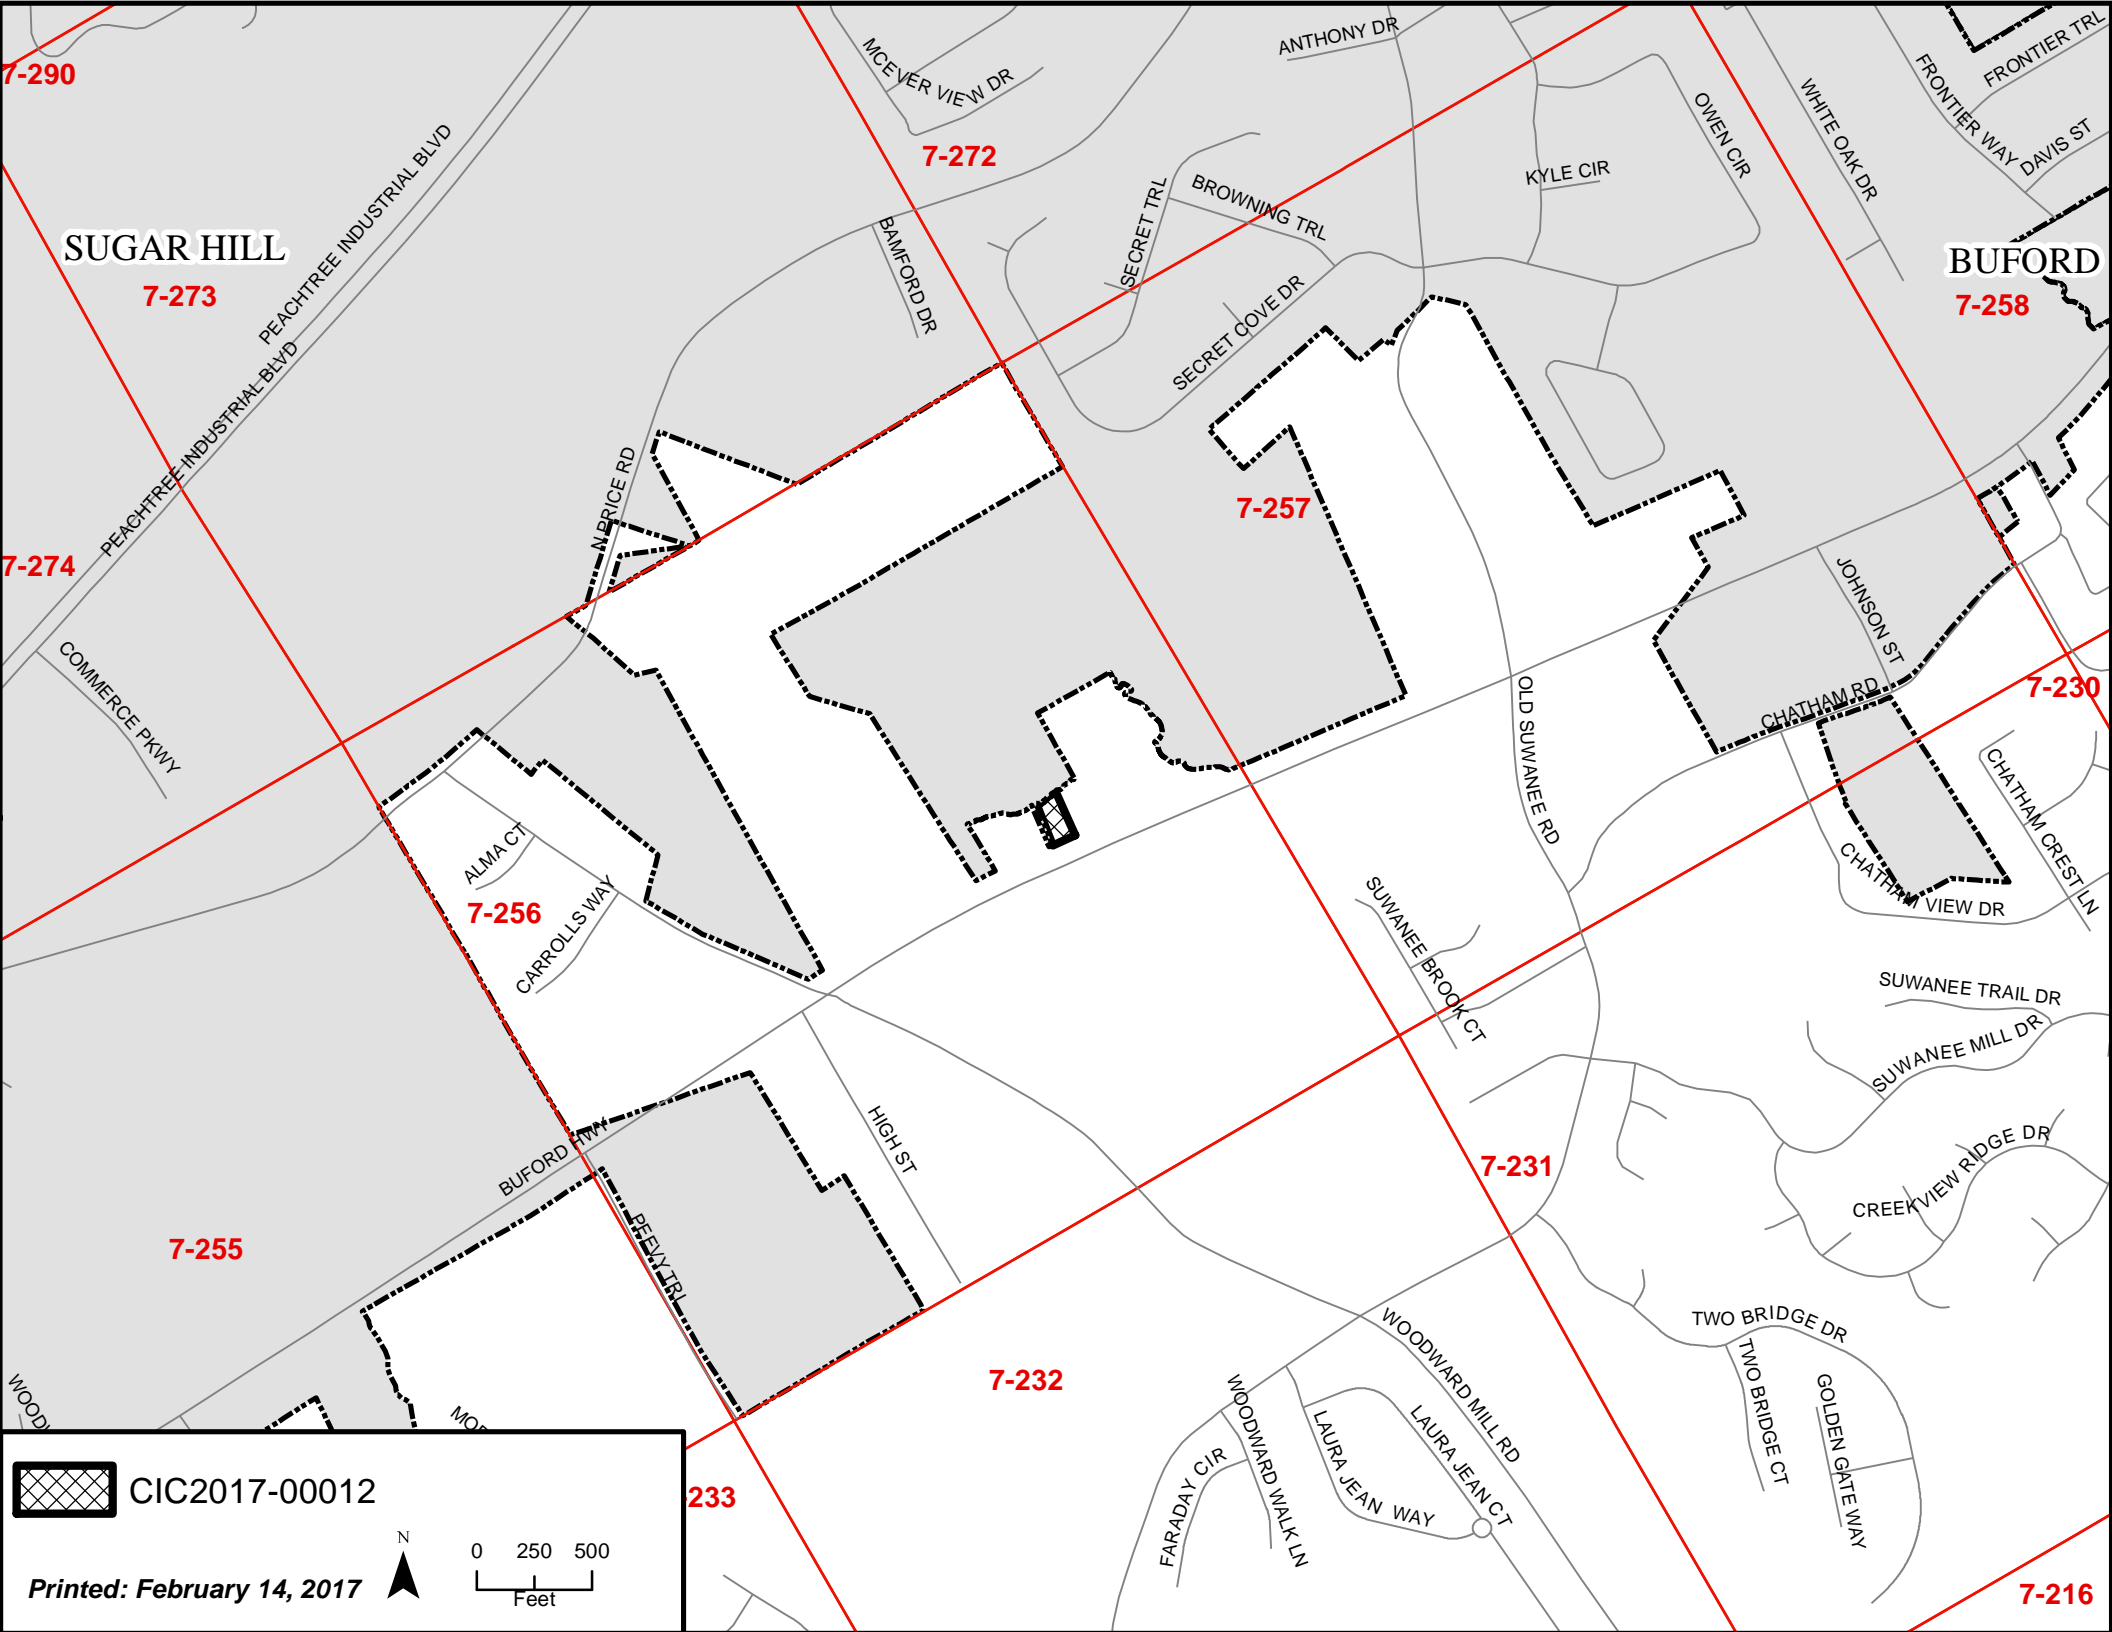 7-290
MCEVER VIEW DR
ANTHONY DR
FRONTIER TRL
FRONTIER WAY
DAVIS ST
WHITE OAK DR
OWEN CIR
KYLE CIR
7-272
PEACHTREE INDUSTRIAL BLVD
SECRET TRL
BROWNING TRL
SUGAR HILL
7-273
BAMFORD DR
BUFORD
7-258
SECRET COVE DR
PEACHTREE INDUSTRIAL BLVD
N PRICE RD
7-257
7-274
JOHNSON ST
COMMERCE PKWY
OLD SUWANEE RD
CHATHAM RD
7-230
CHATHAM CREST LN
ALMA CT
CARROLLS WAY
7-256
SUWANEE BROOK CT
CHATHAM VIEW DR
SUWANEE TRAIL DR
SUWANEE MILL DR
HIGH ST
BUFORD HWY
7-231
CREEKVIEW RIDGE DR
7-255
PEEVY TRL
TWO BRIDGE DR
TWO BRIDGE CT
GOLDEN GATE WAY
7-232
WOODWARD MILL RD
WOODWARD WALK LN
LAURA JEAN WAY
LAURA JEAN CT
FARADAY CIR
233
7-216
CIC2017-00012
N
0 250 500
Feet
Printed: February 14, 2017